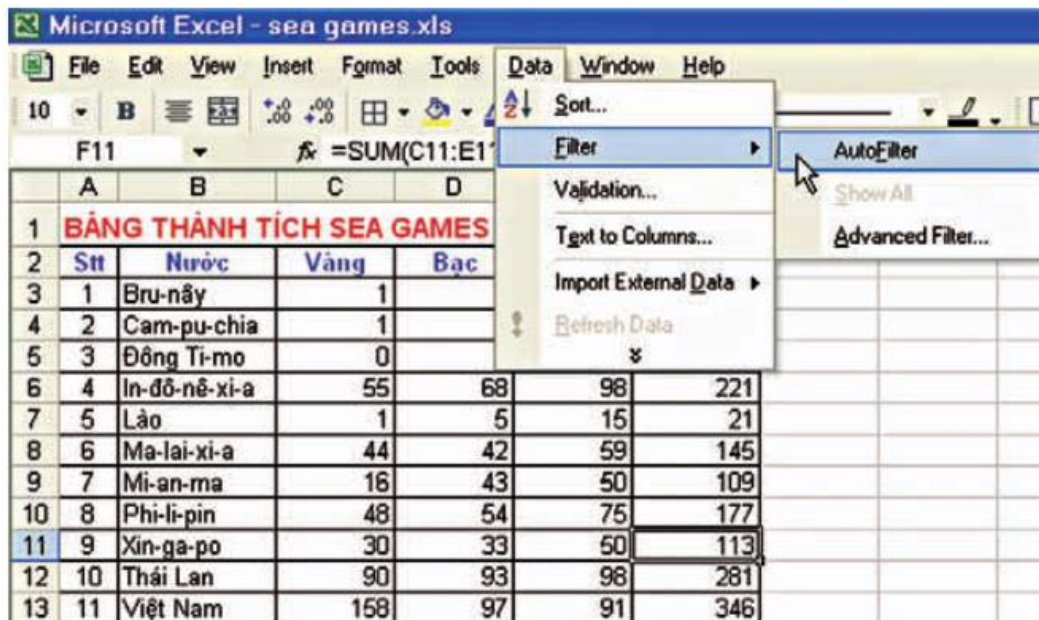 Microsoft Excel - sea games.xls
File Edit View Insert Format Tools Data Window Help
10 B
Sort...
F11 fx =SUM(C11:E11
Filter
AutoFilter
Show All
Advanced Filter...
Validation...
Text to Columns...
Import External Data
Refresh Data
A B C D
1 BẢNG THÀNH TÍCH SEA GAMES
2 Stt Nước Vàng Bạc
3 1 Bru-nây 1
4 2 Cam-pu-chia 1
5 3 Đông Ti-mo 0
6 4 In-đô-nê-xi-a 55 68 98 221
7 5 Lào 1 5 15 21
8 6 Ma-lai-xi-a 44 42 59 145
9 7 Mi-an-ma 16 43 50 109
10 8 Phi-li-pin 48 54 75 177
11 9 Xin-ga-po 30 33 50 113
12 10 Thái Lan 90 93 98 281
13 11 Việt Nam 158 97 91 346